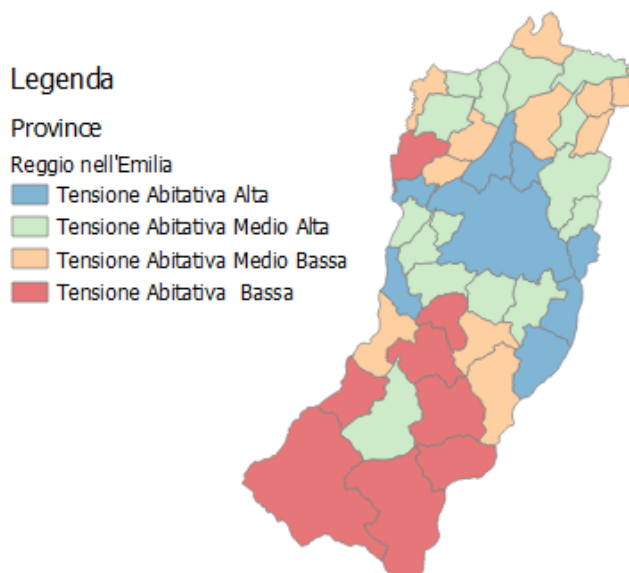 Legenda
Province
Reggio nell'Emilia
Tensione Abitativa Alta
Tensione Abitativa Medio Alta
Tensione Abitativa Medio Bassa
Tensione Abitativa  Bassa